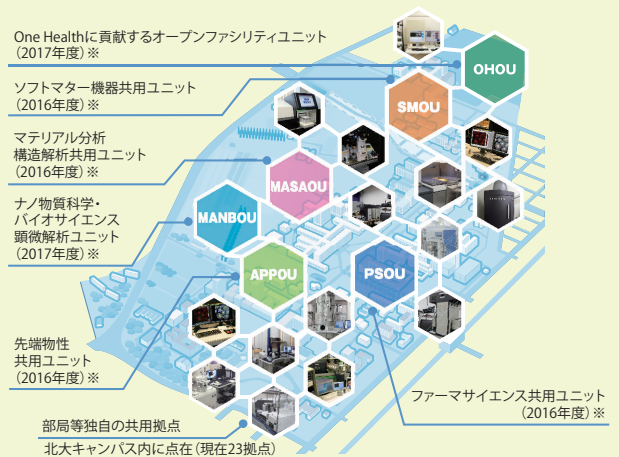 One Healthに貢献するオープンファシリティユニット
（2017年度）※
OHOU
ソフトマター機器共用ユニット
（2016年度）※
SMOU
マテリアル分析
構造解析共用ユニット
（2016年度）※
MASAOU
ナノ物質科学・
バイオサイエンス
顕微解析ユニット
（2017年度）※
MANBOU
APPOU
PSOU
先端物性
共用ユニット
（2016年度）※
ファーマサイエンス共用ユニット
（2016年度）※
部局等独自の共用拠点
北大キャンパス内に点在（現在23拠点）